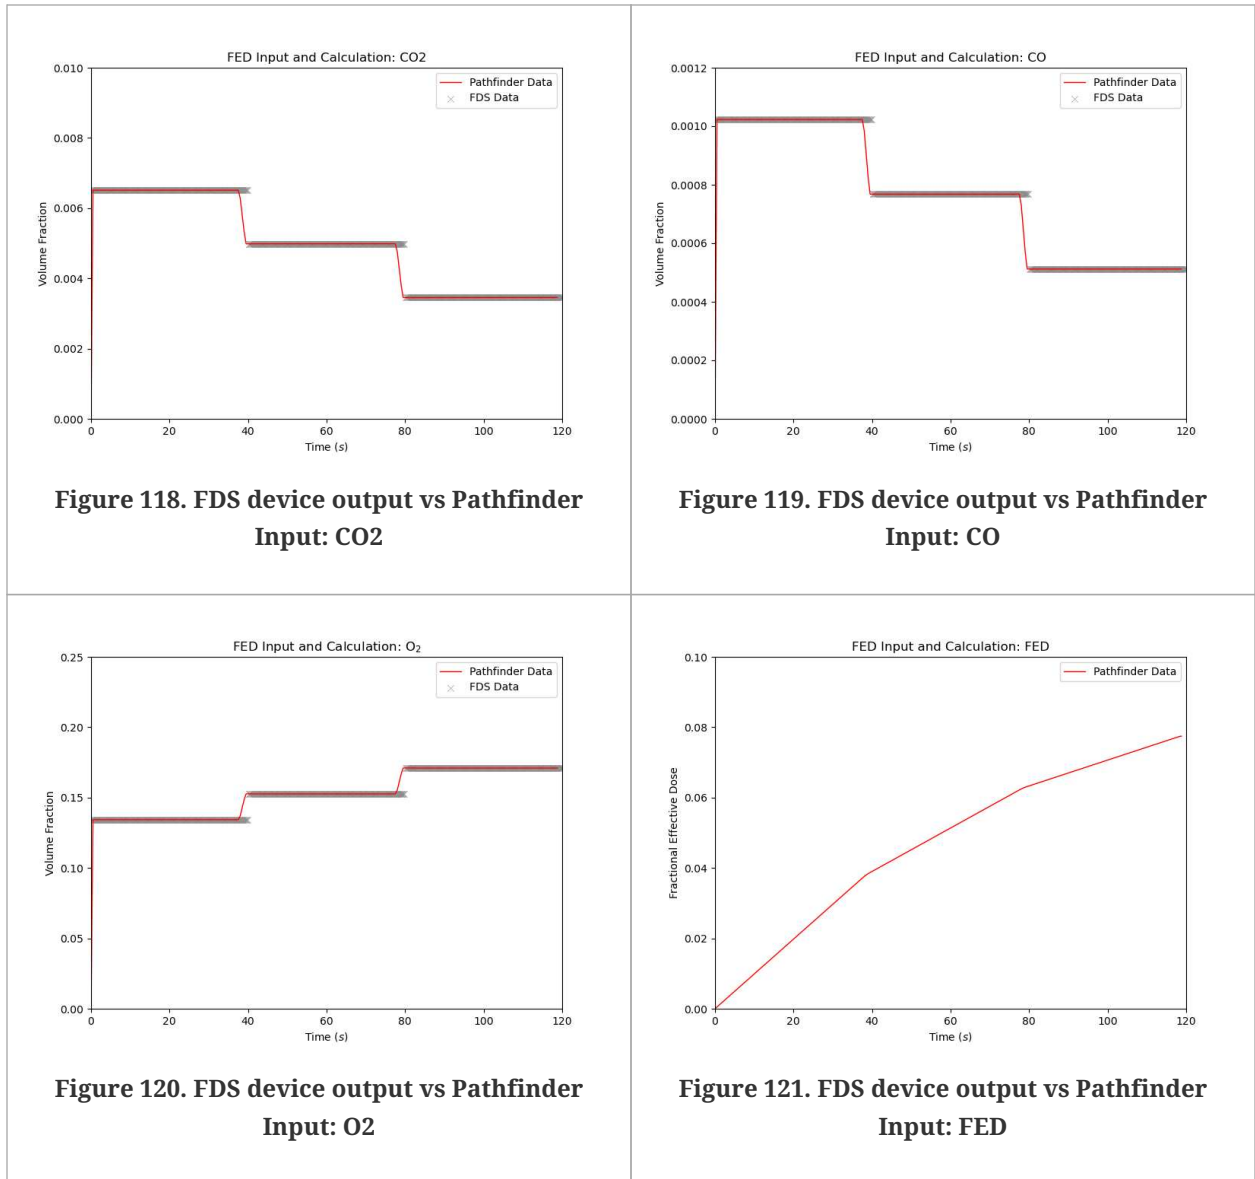 FED Input and Calculation: CO2
0.010
0.008
0.006
0.004
0.002
0.000
Volume Fraction
Pathfinder Data
FDS Data
0 20 40 60 80 100 120
Time (s)
Figure 118. FDS device output vs Pathfinder
Input: CO2
FED Input and Calculation: CO
0.0012
0.0010
0.0008
0.0006
0.0004
0.0002
0.0000
Volume Fraction
Pathfinder Data
FDS Data
0 20 40 60 80 100 120
Time (s)
Figure 119. FDS device output vs Pathfinder
Input: CO
FED Input and Calculation: O₂
0.25
0.20
0.15
0.10
0.05
0.00
Volume Fraction
Pathfinder Data
FDS Data
0 20 40 60 80 100 120
Time (s)
Figure 120. FDS device output vs Pathfinder
Input: O2
FED Input and Calculation: FED
0.10
0.08
0.06
0.04
0.02
0.00
Fractional Effective Dose
Pathfinder Data
0 20 40 60 80 100 120
Time (s)
Figure 121. FDS device output vs Pathfinder
Input: FED